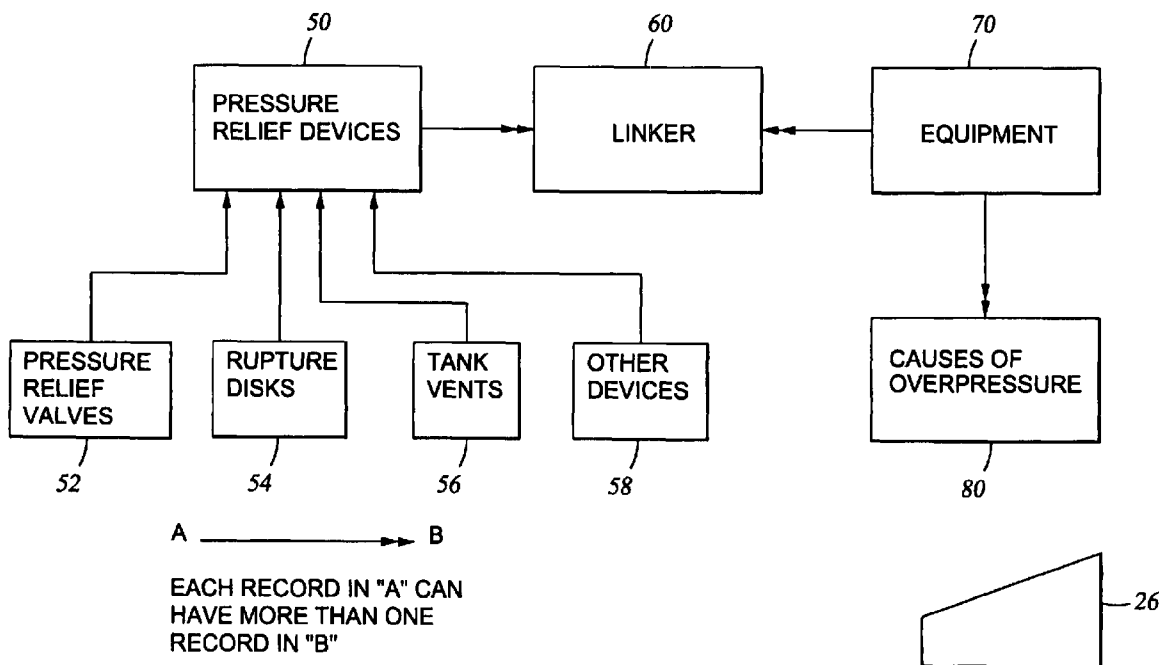 50
60
70
PRESSURE
RELIEF DEVICES
LINKER
EQUIPMENT
PRESSURE
RELIEF
VALVES
RUPTURE
DISKS
TANK
VENTS
OTHER
DEVICES
CAUSES OF
OVERPRESSURE
52
54
56
58
80
A
B
EACH RECORD IN "A" CAN
HAVE MORE THAN ONE
RECORD IN "B"
26